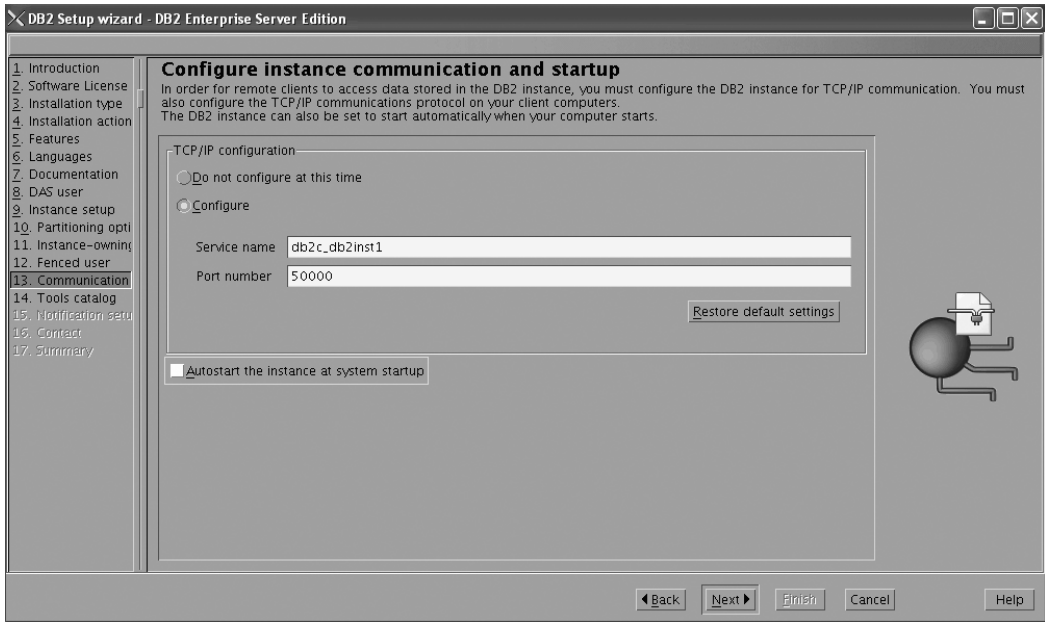 DB2 Setup wizard - DB2 Enterprise Server Edition
1. Introduction
2. Software License
3. Installation type
4. Installation action
5. Features
6. Languages
7. Documentation
8. DAS user
9. Instance setup
10. Partitioning opti
11. Instance-owning
12. Fenced user
13. Communication
14. Tools catalog
15. Notification setu
16. Contact
17. Summary
Configure instance communication and startup
In order for remote clients to access data stored in the DB2 instance, you must configure the DB2 instance for TCP/IP communication. You must
also configure the TCP/IP communications protocol on your client computers.
The DB2 instance can also be set to start automatically when your computer starts.
TCP/IP configuration
Do not configure at this time
Configure
Service name db2c_db2inst1
Port number 50000
Restore default settings
Autostart the instance at system startup
Back Next Finish Cancel Help